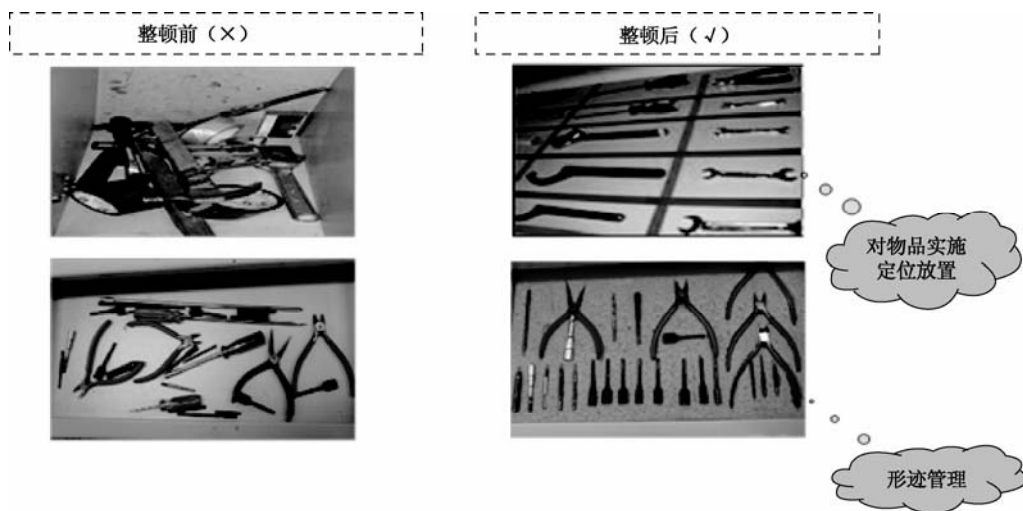 整顿前（×）
整顿后（√）
对物品实施
定位放置
形迹管理